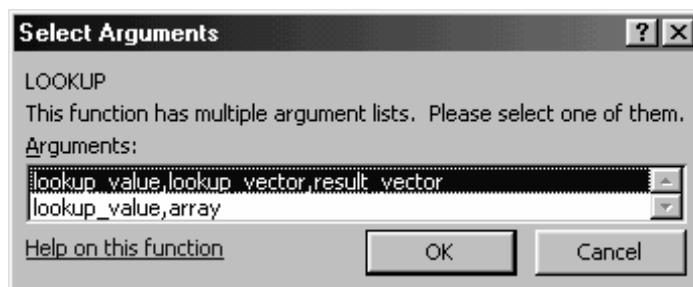 Select Arguments
LOOKUP
This function has multiple argument lists. Please select one of them.
Arguments:
lookup_value,lookup_vector,result_vector
lookup_value,array
Help on this function
OK
Cancel